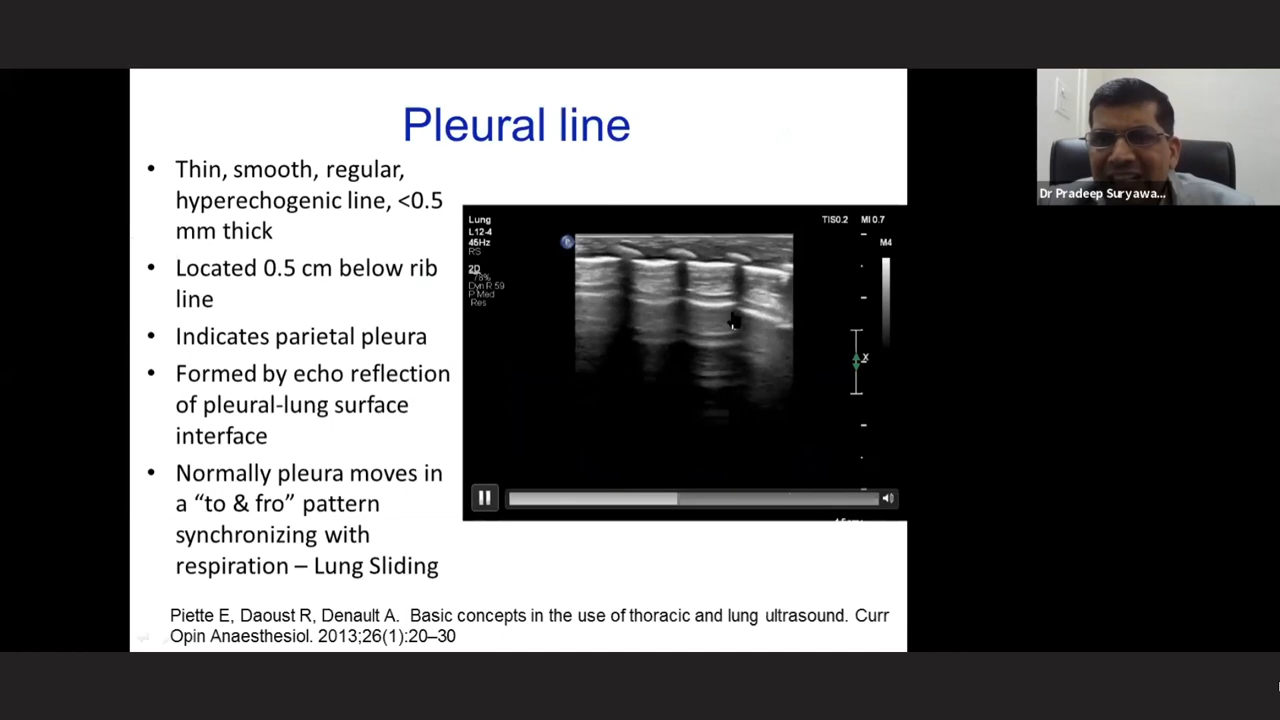 Pleural line
• Thin, smooth, regular,
hyperechogenic line, <0.5
mm thick
• Located 0.5 cm below rib
line
• Indicates parietal pleura
• Formed by echo reflection
of pleural-lung surface
interface
• Normally pleura moves in
a “to & fro” pattern
synchronizing with
respiration – Lung Sliding
Lung
L12-4
45Hz
RS
2D
78%
Dyn R 59
P Med
Res
TIS0.2 MI 0.7
M4
X
Piette E, Daoust R, Denault A. Basic concepts in the use of thoracic and lung ultrasound. Curr
Opin Anaesthesiol. 2013;26(1):20–30
Dr Pradeep Suryawa...